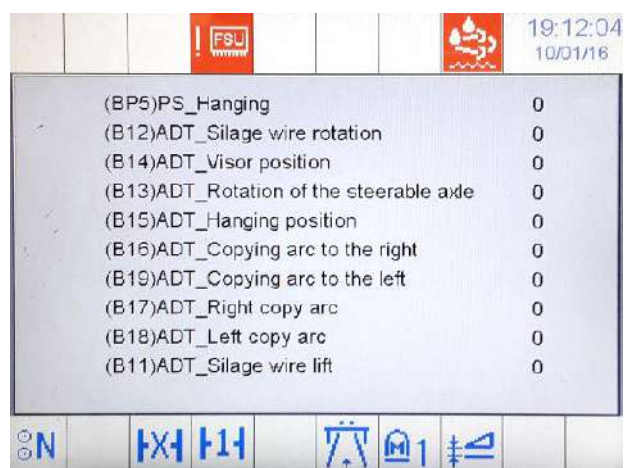 ! FSU
19:12:04
10/01/16
(BP5)PS_Hanging 0
(B12)ADT_Silage wire rotation 0
(B14)ADT_Visor position 0
(B13)ADT_Rotation of the steerable axle 0
(B15)ADT_Hanging position 0
(B16)ADT_Copying arc to the right 0
(B19)ADT_Copying arc to the left 0
(B17)ADT_Right copy arc 0
(B18)ADT_Left copy arc 0
(B11)ADT_Silage wire lift 0
N X 1 M 1